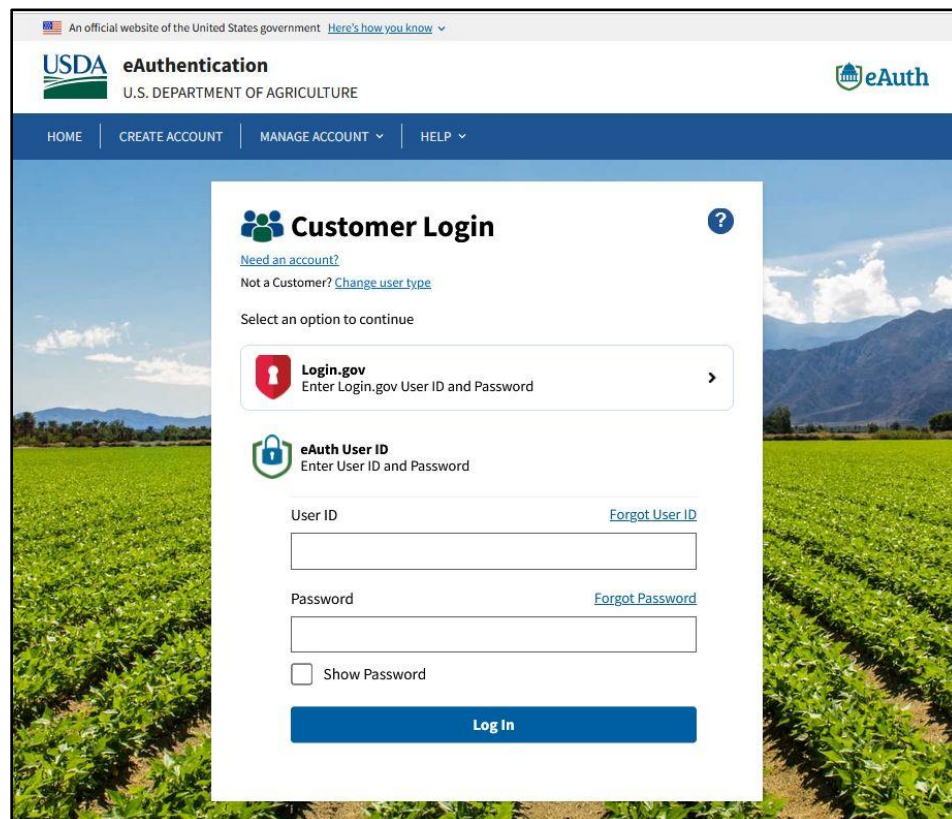 An official website of the United States government Here's how you know
USDA eAuthentication
U.S. DEPARTMENT OF AGRICULTURE
eAuth
HOME CREATE ACCOUNT MANAGE ACCOUNT HELP
Customer Login
?
Need an account?
Not a Customer? Change user type
Select an option to continue
Login.gov
Enter Login.gov User ID and Password
eAuth User ID
Enter User ID and Password
User ID Forgot User ID
Password Forgot Password
Show Password
Log In